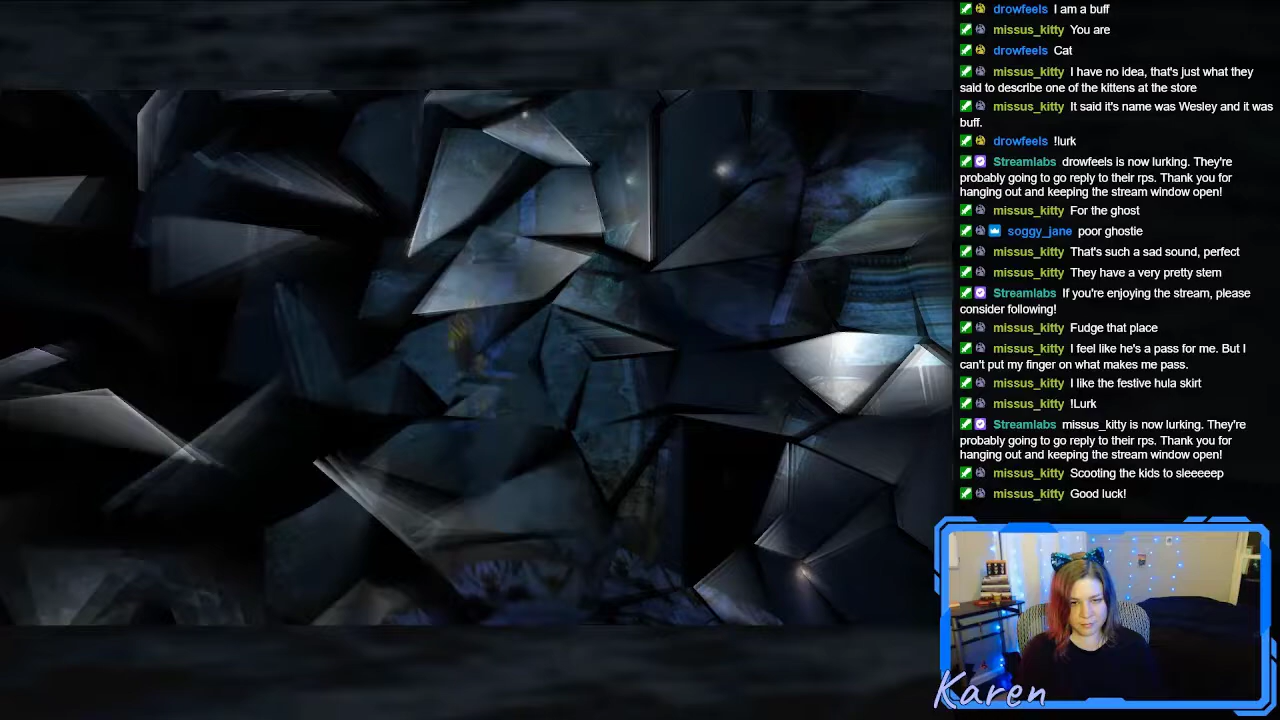 drowfeels I am a buff
missus_kitty You are
drowfeels Cat
missus_kitty I have no idea, that's just what they
said to describe one of the kittens at the store
missus_kitty It said it's name was Wesley and it was
buff.
drowfeels !lurk
Streamlabs drowfeels is now lurking. They're
probably going to go reply to their rps. Thank you for
hanging out and keeping the stream window open!
missus_kitty For the ghost
soggy_jane poor ghostie
missus_kitty That's such a sad sound, perfect
missus_kitty They have a very pretty stem
Streamlabs If you're enjoying the stream, please
consider following!
missus_kitty Fudge that place
missus_kitty I feel like he's a pass for me. But I
can't put my finger on what makes me pass.
missus_kitty I like the festive hula skirt
missus_kitty !Lurk
Streamlabs missus_kitty is now lurking. They're
probably going to go reply to their rps. Thank you for
hanging out and keeping the stream window open!
missus_kitty Scooting the kids to sleeeeep
missus_kitty Good luck!
Karen